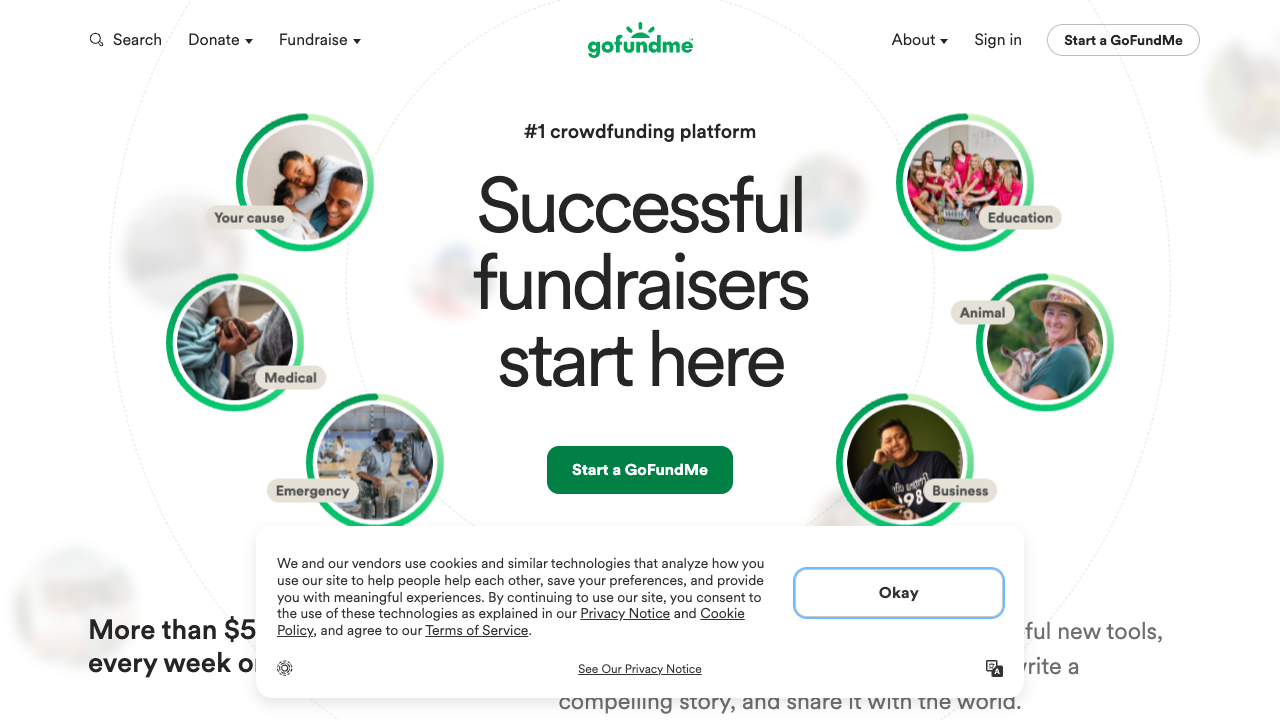 Search
Donate
Fundraise
gofundme
About
Sign in
Start a GoFundMe
#1 crowdfunding platform
Successful
fundraisers
start here
Your cause
Education
Medical
Animal
Emergency
Business
Start a GoFundMe
We and our vendors use cookies and similar technologies that analyze how you
use our site to help people help each other, save your preferences, and provide
you with meaningful experiences. By continuing to use our site, you consent to
the use of these technologies as explained in our Privacy Notice and Cookie
Policy, and agree to our Terms of Service.
Okay
See Our Privacy Notice
More than $5
every week
new tools,
a
compelling story, and share it with the world.